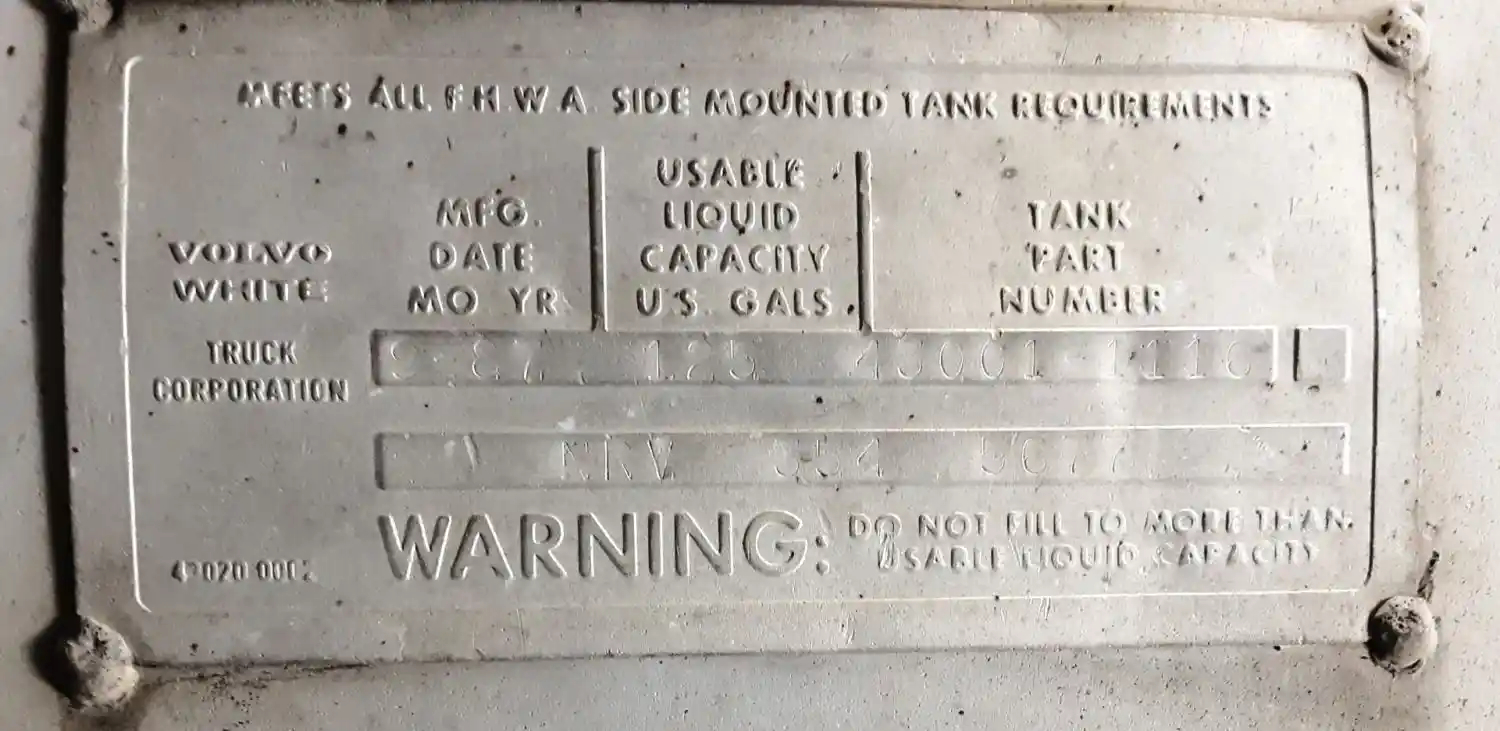 MEETS ALL F.H.W.A. SIDE MOUNTED TANK REQUIREMENTS
VOLVO
WHITE
TRUCK
CORPORATION
MFG.
DATE
MO YR
USABLE
LIQUID
CAPACITY
U.S. GALS.
TANK
PART
NUMBER
9-87 125
WARNING: DO NOT FILL TO MORE THAN
USABLE LIQUID CAPACITY